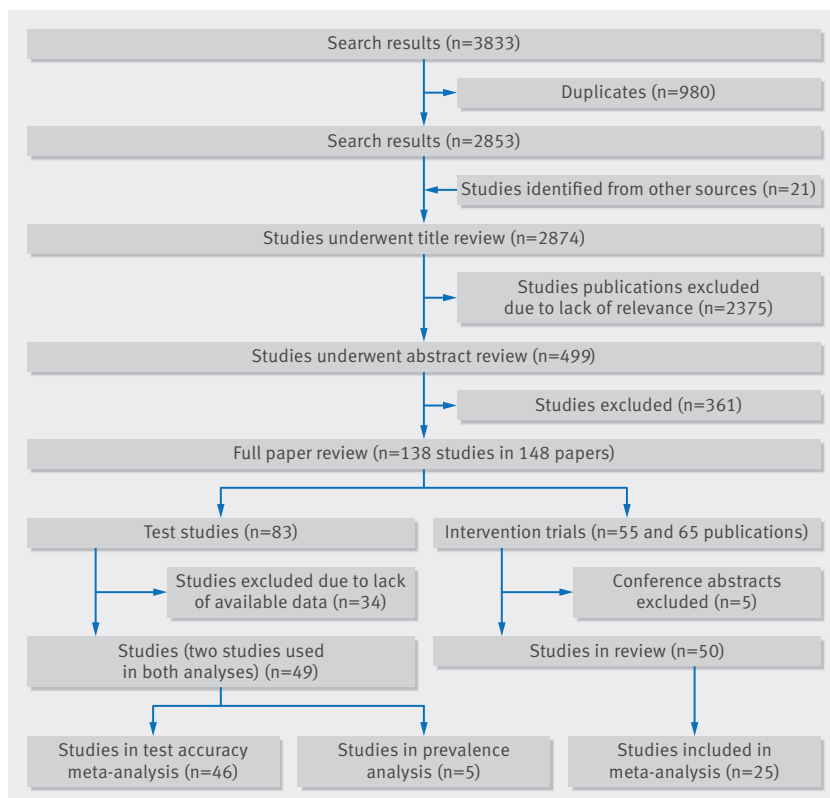 Search results (n=3833)
Duplicates (n=980)
Search results (n=2853)
Studies identified from other sources (n=21)
Studies underwent title review (n=2874)
Studies publications excluded
due to lack of relevance (n=2375)
Studies underwent abstract review (n=499)
Studies excluded (n=361)
Full paper review (n=138 studies in 148 papers)
Test studies (n=83)
Intervention trials (n=55 and 65 publications)
Studies excluded due to lack
of available data (n=34)
Conference abstracts
excluded (n=5)
Studies (two studies used
in both analyses) (n=49)
Studies in review (n=50)
Studies in test accuracy
meta-analysis (n=46)
Studies in prevalence
analysis (n=5)
Studies included in
meta-analysis (n=25)